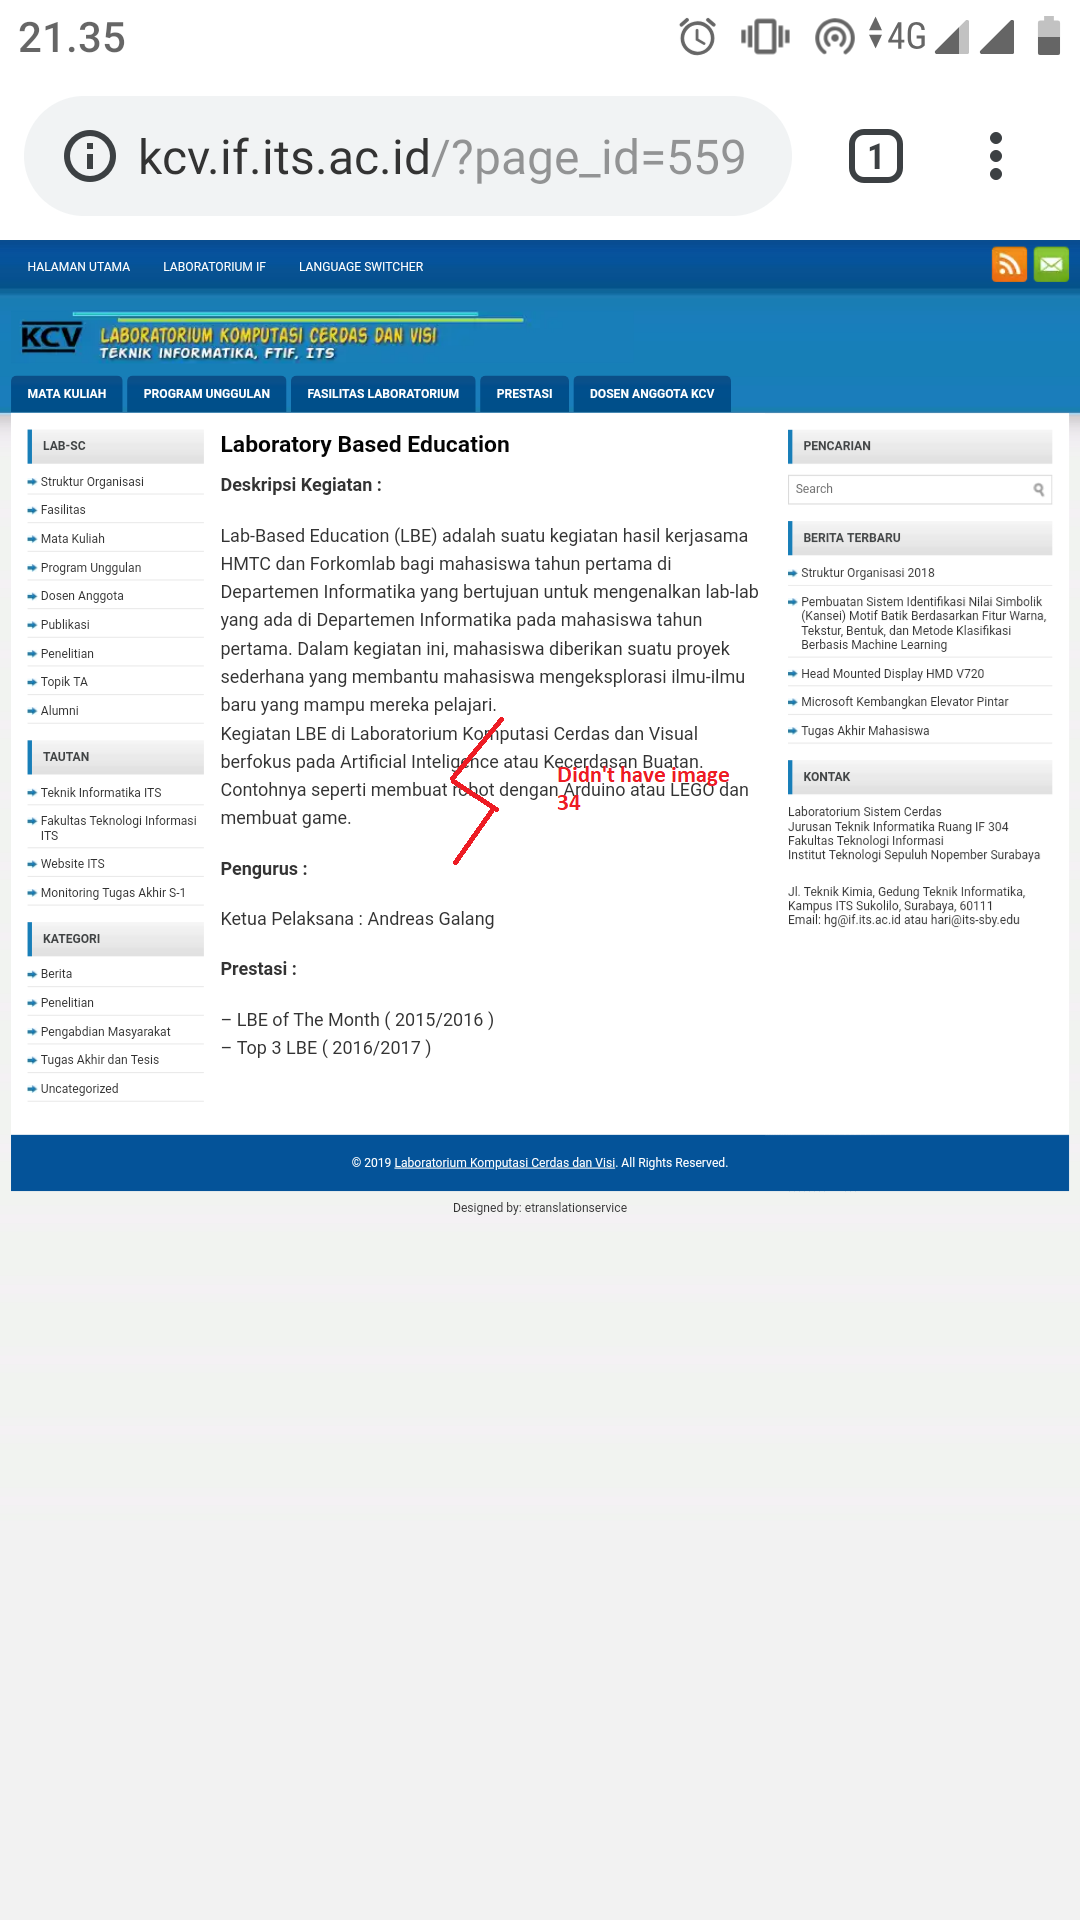 21.35
4G
kcv.if.its.ac.id/?page_id=559
1
HALAMAN UTAMA
LABORATORIUM IF
LANGUAGE SWITCHER
KCV
LABORATORIUM KOMPUTASI CERDAS DAN VISI
TEKNIK INFORMATIKA, FTIF, ITS
MATA KULIAH
PROGRAM UNGGULAN
FASILITAS LABORATORIUM
PRESTASI
DOSEN ANGGOTA KCV
LAB-SC
Struktur Organisasi
Fasilitas
Mata Kuliah
Program Unggulan
Dosen Anggota
Publikasi
Penelitian
Topik TA
Alumni
TAUTAN
Teknik Informatika ITS
Fakultas Teknologi Informasi
ITS
Website ITS
Monitoring Tugas Akhir S-1
KATEGORI
Berita
Penelitian
Pengabdian Masyarakat
Tugas Akhir dan Tesis
Uncategorized
Laboratory Based Education
Deskripsi Kegiatan :
Lab-Based Education (LBE) adalah suatu kegiatan hasil kerjasama
HMTC dan Forkomlab bagi mahasiswa tahun pertama di
Departemen Informatika yang bertujuan untuk mengenalkan lab-lab
yang ada di Departemen Informatika pada mahasiswa tahun
pertama. Dalam kegiatan ini, mahasiswa diberikan suatu proyek
sederhana yang membantu mahasiswa mengeksplorasi ilmu-ilmu
baru yang mampu mereka pelajari.
Kegiatan LBE di Laboratorium Komputasi Cerdas dan Visual
berfokus pada Artificial Inteligence atau Kecerdasan Buatan.
Contohnya seperti membuat robot dengan Arduino atau LEGO dan
membuat game.
Didn't have image
34
Pengurus :
Ketua Pelaksana : Andreas Galang
Prestasi :
– LBE of The Month ( 2015/2016 )
– Top 3 LBE ( 2016/2017 )
PENCARIAN
Search
BERITA TERBARU
Struktur Organisasi 2018
Pembuatan Sistem Identifikasi Nilai Simbolik
(Kansei) Motif Batik Berdasarkan Fitur Warna,
Tekstur, Bentuk, dan Metode Klasifikasi
Berbasis Machine Learning
Head Mounted Display HMD V720
Microsoft Kembangkan Elevator Pintar
Tugas Akhir Mahasiswa
KONTAK
Laboratorium Sistem Cerdas
Jurusan Teknik Informatika Ruang IF 304
Fakultas Teknologi Informasi
Institut Teknologi Sepuluh Nopember Surabaya
Jl. Teknik Kimia, Gedung Teknik Informatika,
Kampus ITS Sukolilo, Surabaya, 60111
Email: hg@if.its.ac.id atau hari@its-sby.edu
© 2019 Laboratorium Komputasi Cerdas dan Visi. All Rights Reserved.
Designed by: etranslationservice